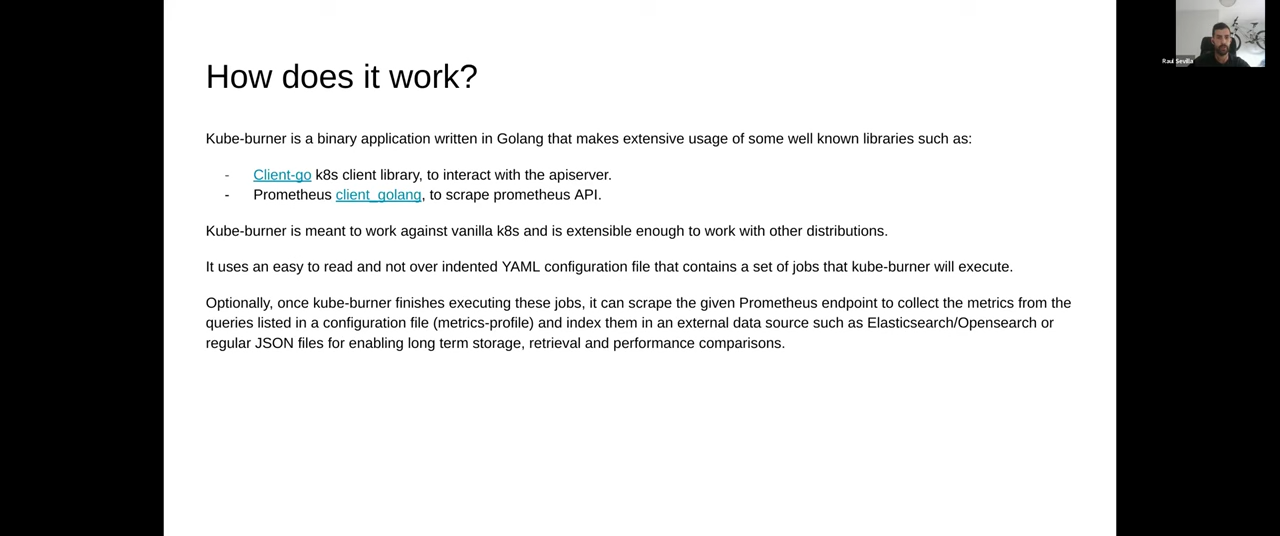 How does it work?
Kube-burner is a binary application written in Golang that makes extensive usage of some well known libraries such as:
- Client-go k8s client library, to interact with the apiserver.
- Prometheus client_golang, to scrape prometheus API.
Kube-burner is meant to work against vanilla k8s and is extensible enough to work with other distributions.
It uses an easy to read and not over indented YAML configuration file that contains a set of jobs that kube-burner will execute.
Optionally, once kube-burner finishes executing these jobs, it can scrape the given Prometheus endpoint to collect the metrics from the
queries listed in a configuration file (metrics-profile) and index them in an external data source such as Elasticsearch/Opensearch or
regular JSON files for enabling long term storage, retrieval and performance comparisons.
Raul Sevilla